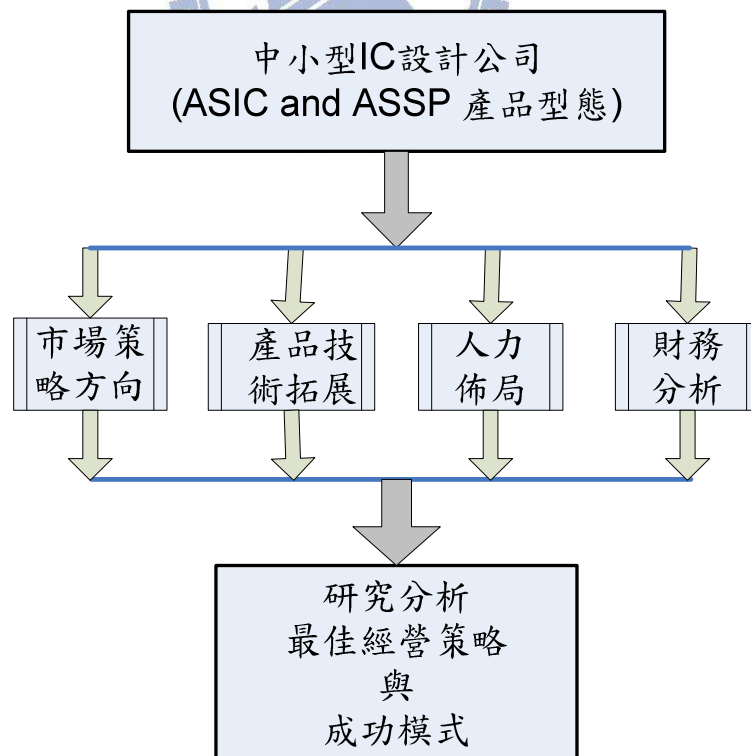 中小型IC設計公司
(ASIC and ASSP 產品型態)
市場策
略方向
產品技
術拓展
人力
佈局
財務
分析
研究分析
最佳經營策略
與
成功模式